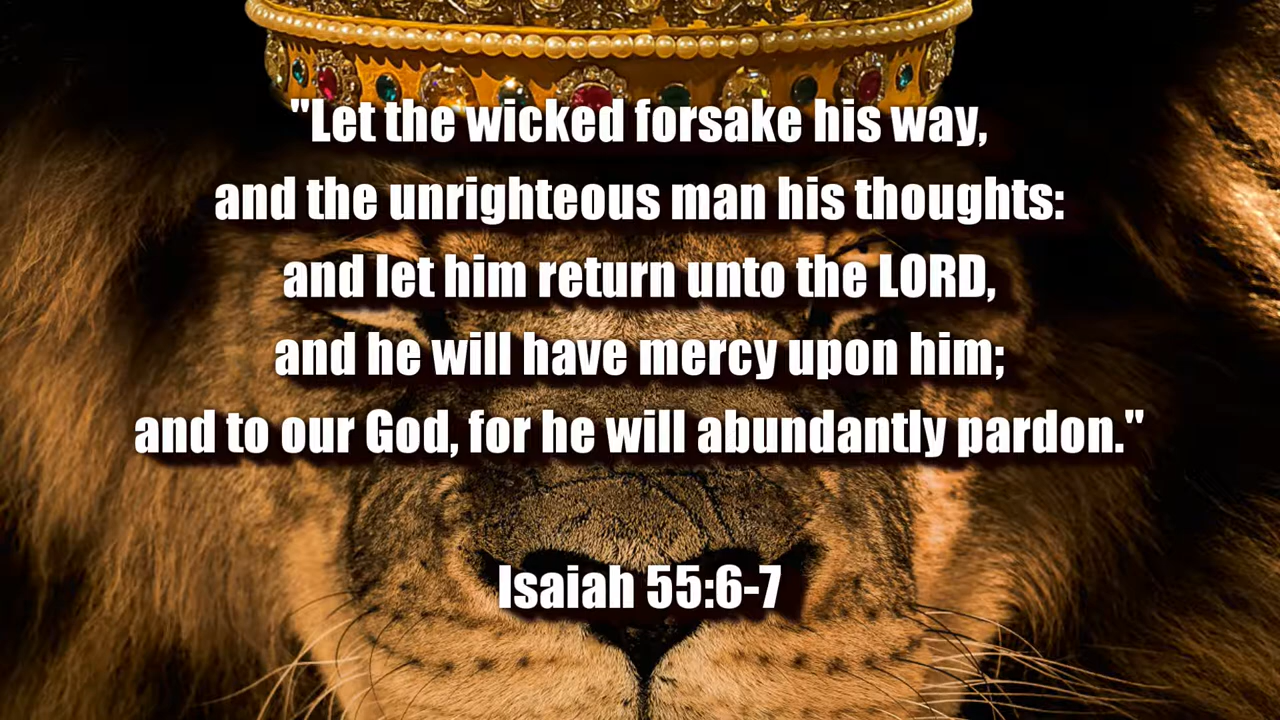 "Let the wicked forsake his way,
and the unrighteous man his thoughts:
and let him return unto the LORD,
and he will have mercy upon him;
and to our God, for he will abundantly pardon."
Isaiah 55:6-7